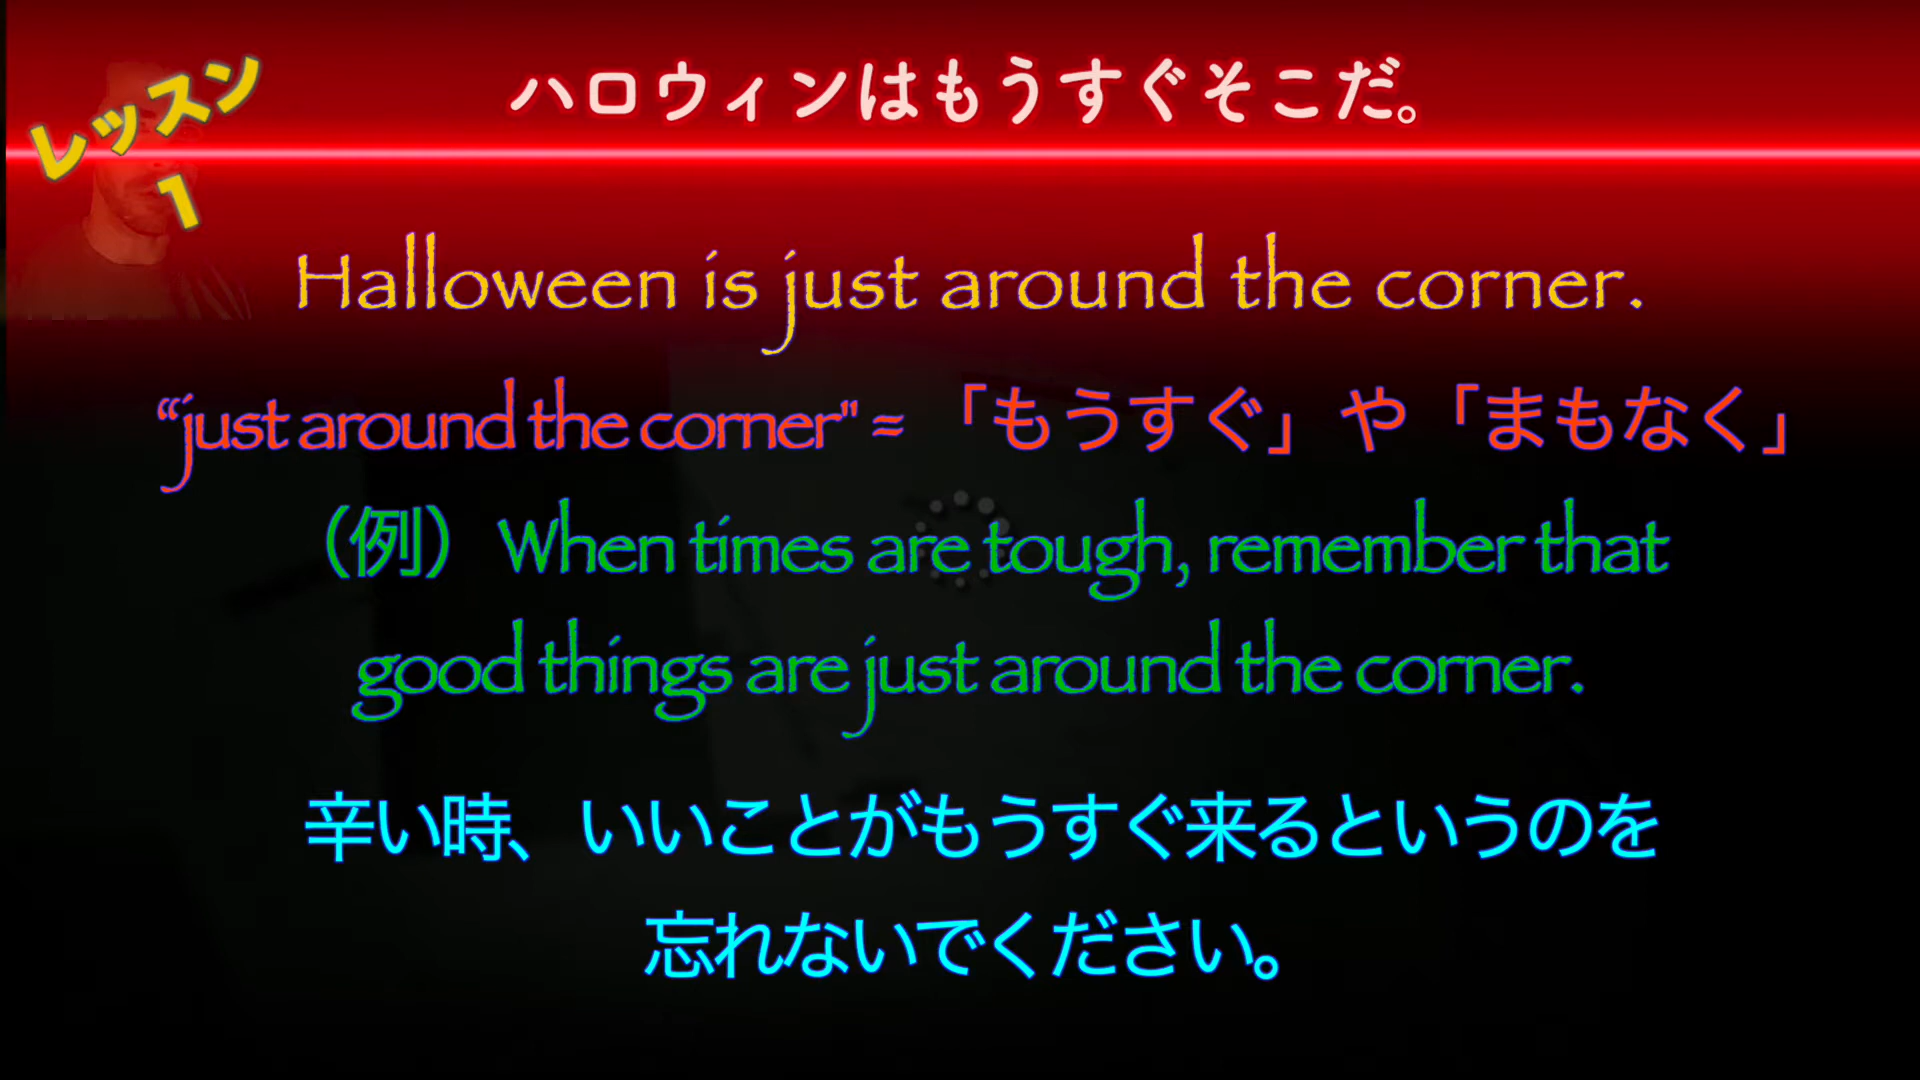 レッスン
1
ハロウィンはもうすぐそこだ。
Halloween is just around the corner.
“just around the corner" = 「もうすぐ」や「まもなく」
（例） When times are tough, remember that
good things are just around the corner.
辛い時、いいことがもうすぐ来るというのを
忘れないでください。